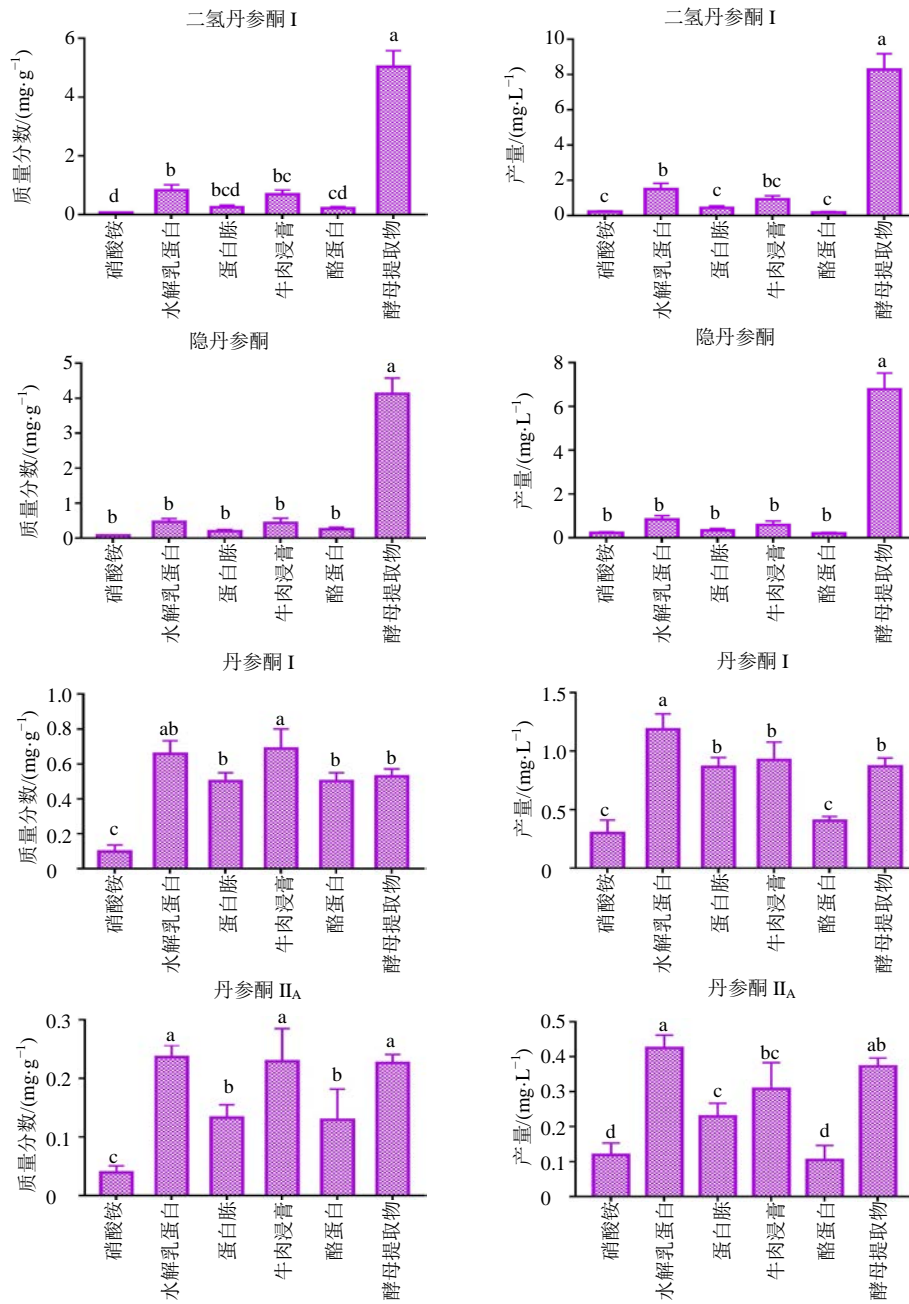 二氢丹参酮 I
质量分数/(mg·g⁻¹)
6
4
2
0
d
b
bcd
bc
cd
a
硝酸铵
水解乳蛋白
蛋白胨
牛肉浸膏
酪蛋白
酵母提取物
二氢丹参酮 I
产量/(mg·L⁻¹)
10
8
6
4
2
0
c
b
c
bc
c
a
硝酸铵
水解乳蛋白
蛋白胨
牛肉浸膏
酪蛋白
酵母提取物
隐丹参酮
质量分数/(mg·g⁻¹)
5
4
3
2
1
0
b
b
b
b
b
a
硝酸铵
水解乳蛋白
蛋白胨
牛肉浸膏
酪蛋白
酵母提取物
隐丹参酮
产量/(mg·L⁻¹)
8
6
4
2
0
b
b
b
b
b
a
硝酸铵
水解乳蛋白
蛋白胨
牛肉浸膏
酪蛋白
酵母提取物
丹参酮 I
质量分数/(mg·g⁻¹)
1.0
0.8
0.6
0.4
0.2
0
c
ab
b
a
b
b
硝酸铵
水解乳蛋白
蛋白胨
牛肉浸膏
酪蛋白
酵母提取物
丹参酮 I
产量/(mg·L⁻¹)
1.5
1.0
0.5
0
c
a
b
b
c
b
硝酸铵
水解乳蛋白
蛋白胨
牛肉浸膏
酪蛋白
酵母提取物
丹参酮 IIA
质量分数/(mg·g⁻¹)
0.3
0.2
0.1
0
c
a
b
a
b
a
硝酸铵
水解乳蛋白
蛋白胨
牛肉浸膏
酪蛋白
酵母提取物
丹参酮 IIA
产量/(mg·L⁻¹)
0.5
0.4
0.3
0.2
0.1
0
d
a
c
bc
d
ab
硝酸铵
水解乳蛋白
蛋白胨
牛肉浸膏
酪蛋白
酵母提取物